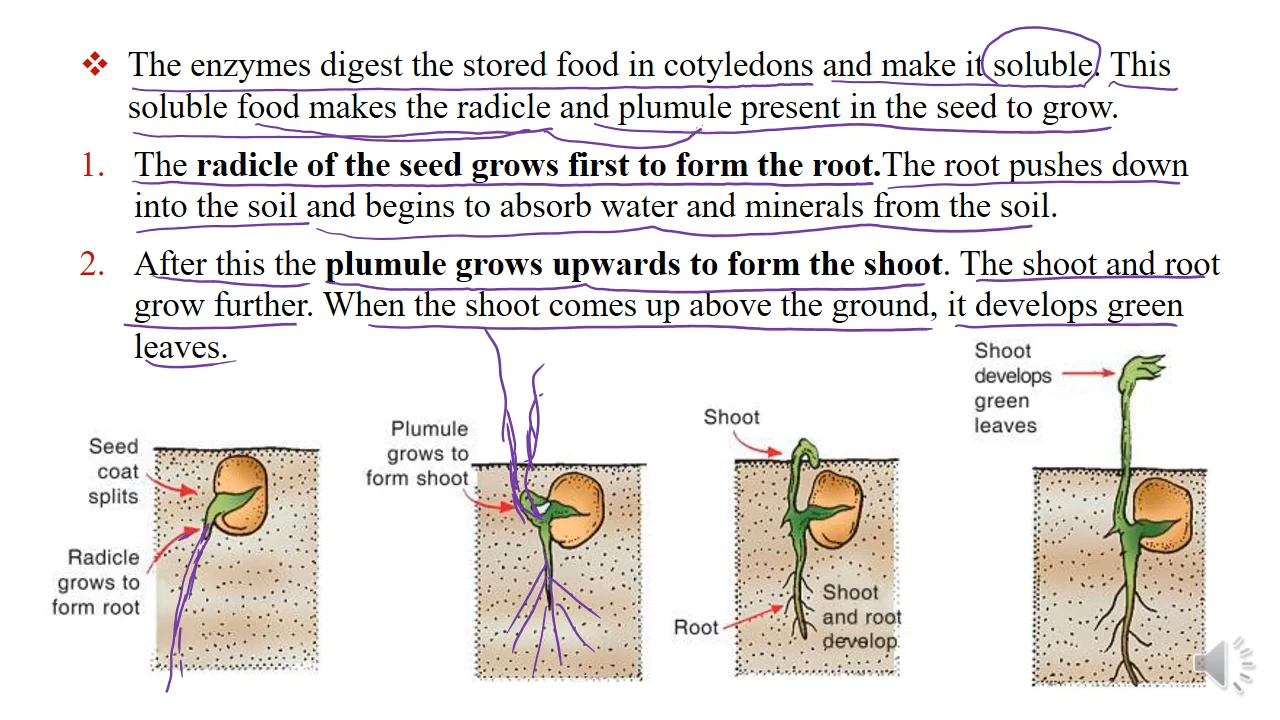 ❖ The enzymes digest the stored food in cotyledons and make it soluble. This
soluble food makes the radicle and plumule present in the seed to grow.
1. The radicle of the seed grows first to form the root.The root pushes down
into the soil and begins to absorb water and minerals from the soil.
2. After this the plumule grows upwards to form the shoot. The shoot and root
grow further. When the shoot comes up above the ground, it develops green
leaves.
Seed
coat
splits
Radicle
grows to
form root
Plumule
grows to
form shoot
Shoot
Root
Shoot
and root
develop
Shoot
develops
green
leaves